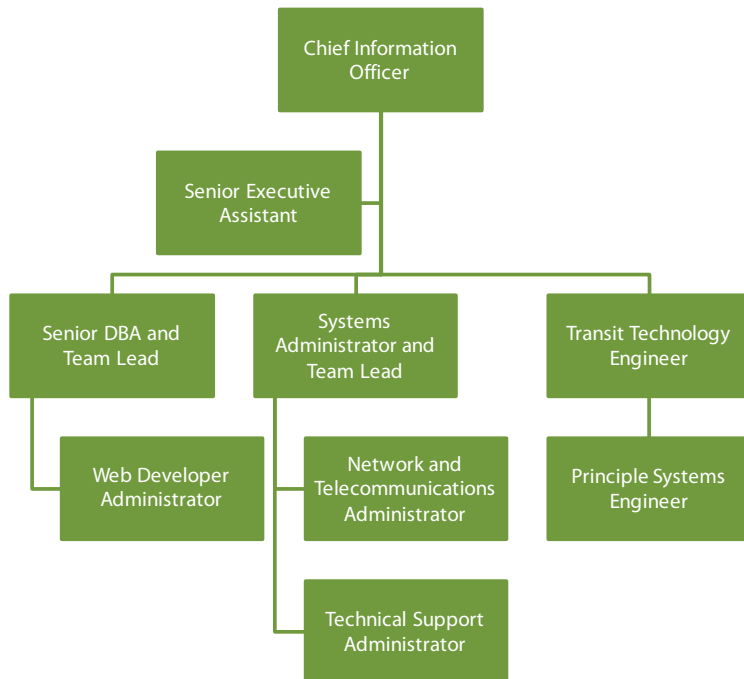 Chief Information
Officer
Senior Executive
Assistant
Senior DBA and
Team Lead
Systems
Administrator and
Team Lead
Transit Technology
Engineer
Web Developer
Administrator
Network and
Telecommunications
Administrator
Principle Systems
Engineer
Technical Support
Administrator